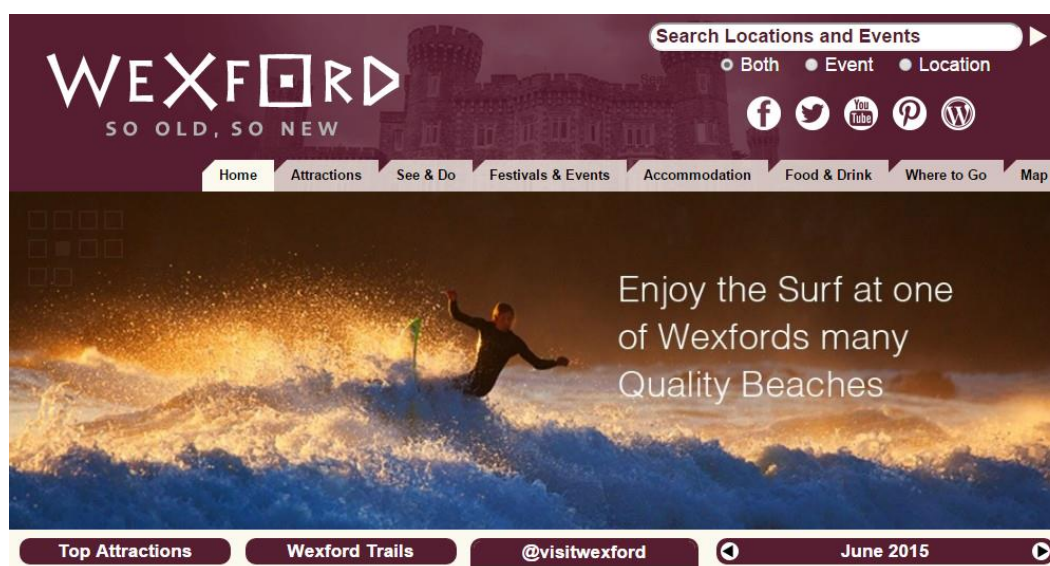 WEXFORD
SO OLD, SO NEW
Search Locations and Events
Both Event Location
f You Tube P W
Home Attractions See & Do Festivals & Events Accommodation Food & Drink Where to Go Map
Enjoy the Surf at one
of Wexfords many
Quality Beaches
Top Attractions Wexford Trails @visitwexford June 2015